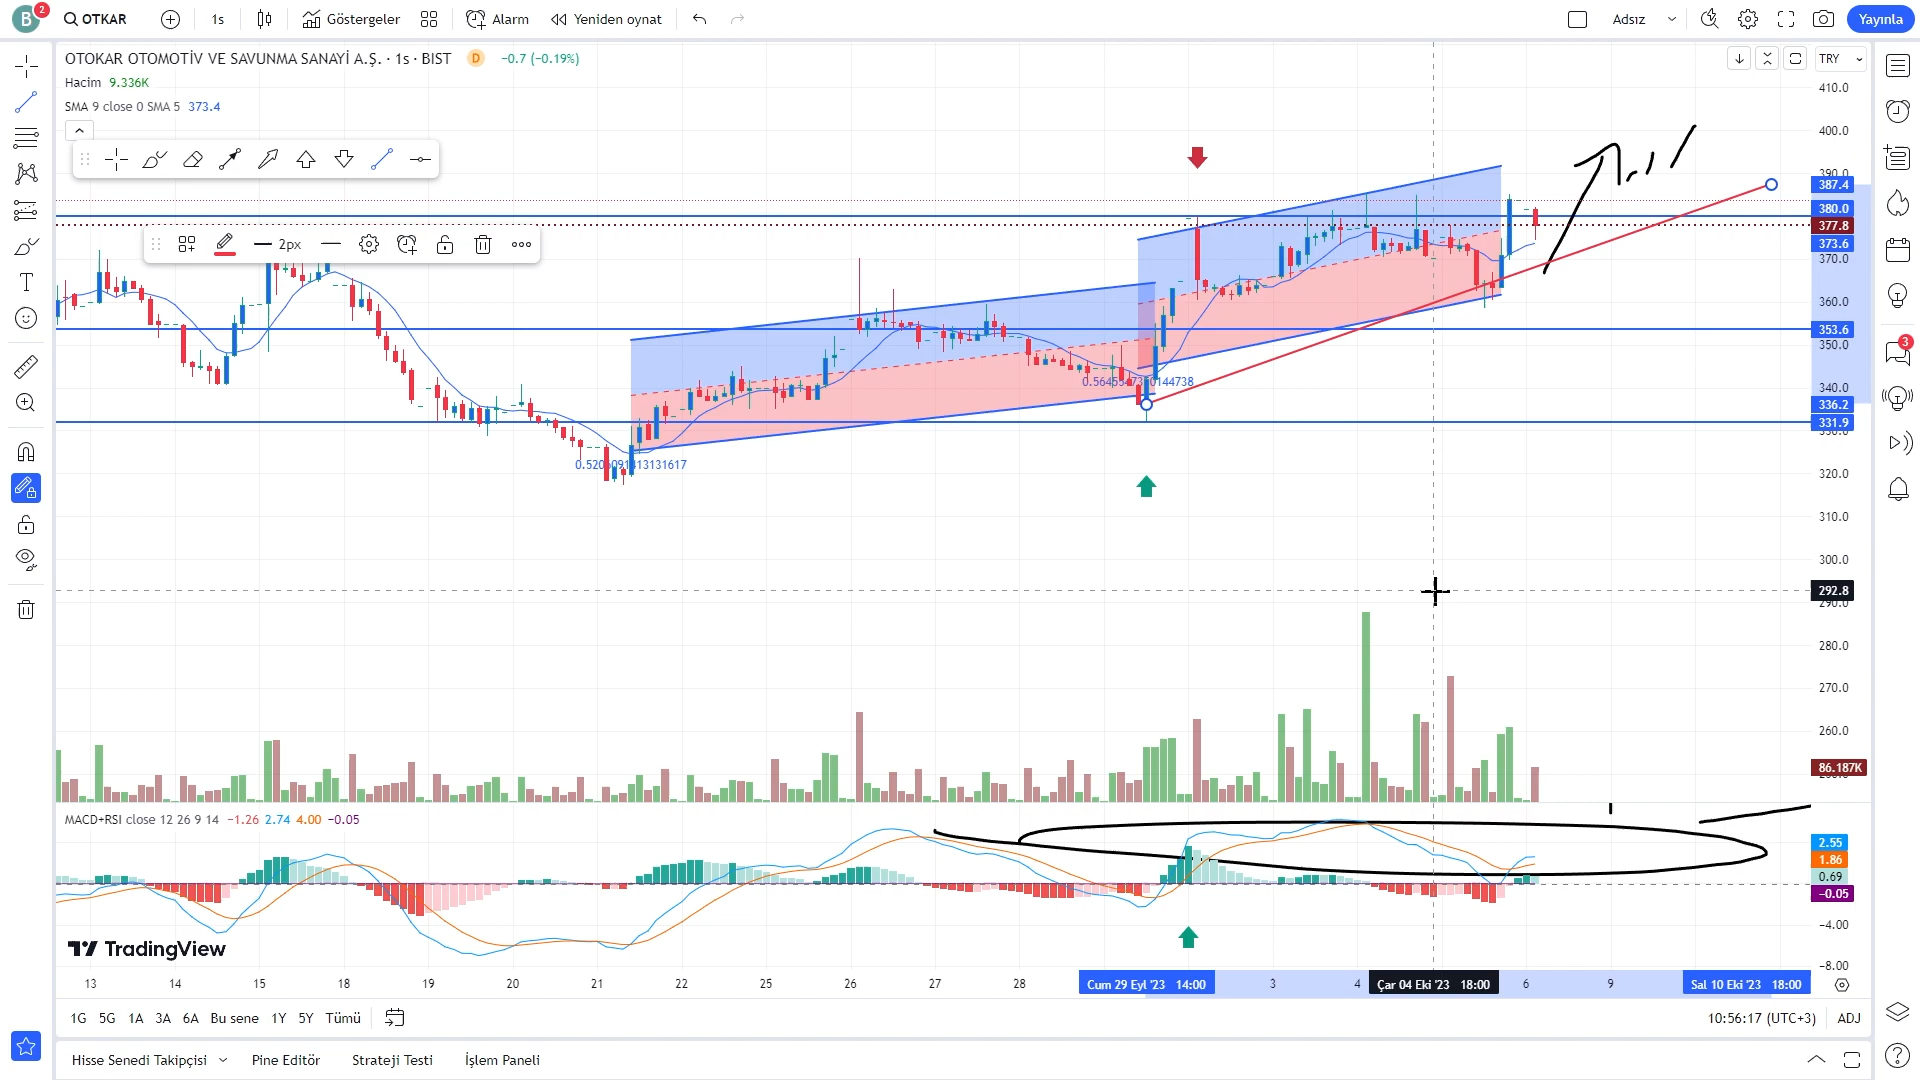 B 2 OTKAR 1s Göstergeler Alarm Yeniden oynat Adsız Yayınla
OTOKAR OTOMOTİV VE SAVUNMA SANAYİ A.Ş. · 1s · BIST D −0.7 (−0.19%)
TRY
Hacim 9.336K
SMA 9 close 0 SMA 5 373.4
2px
410.0
400.0
390.0
387.4
380.0
377.8
373.6
370.0
360.0
353.6
350.0
340.0
336.2
331.9
330.0
320.0
310.0
300.0
292.8
290.0
280.0
270.0
260.0
86.187K
3
MACD+RSI close 12 26 9 14 −1.26 2.74 4.00 −0.05
2.55
1.86
0.69
−0.05
−4.00
−8.00
TradingView
13 14 15 18 19 20 21 22 25 26 27 28 Cum 29 Eyl '23 14:00 3 4 Çar 04 Eki '23 18:00 6 9 Sal 10 Eki '23 18:00
1G 5G 1A 3A 6A Bu sene 1Y 5Y Tümü 10:56:17 (UTC+3) ADJ
Hisse Senedi Takipçisi Pine Editör Strateji Testi İşlem Paneli